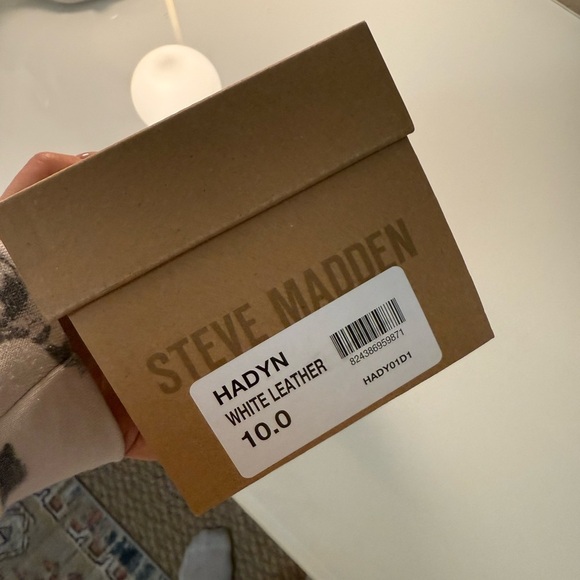 STEVE MADDEN
HADYN
WHITE LEATHER
10.0
824386959871
HADY01D1